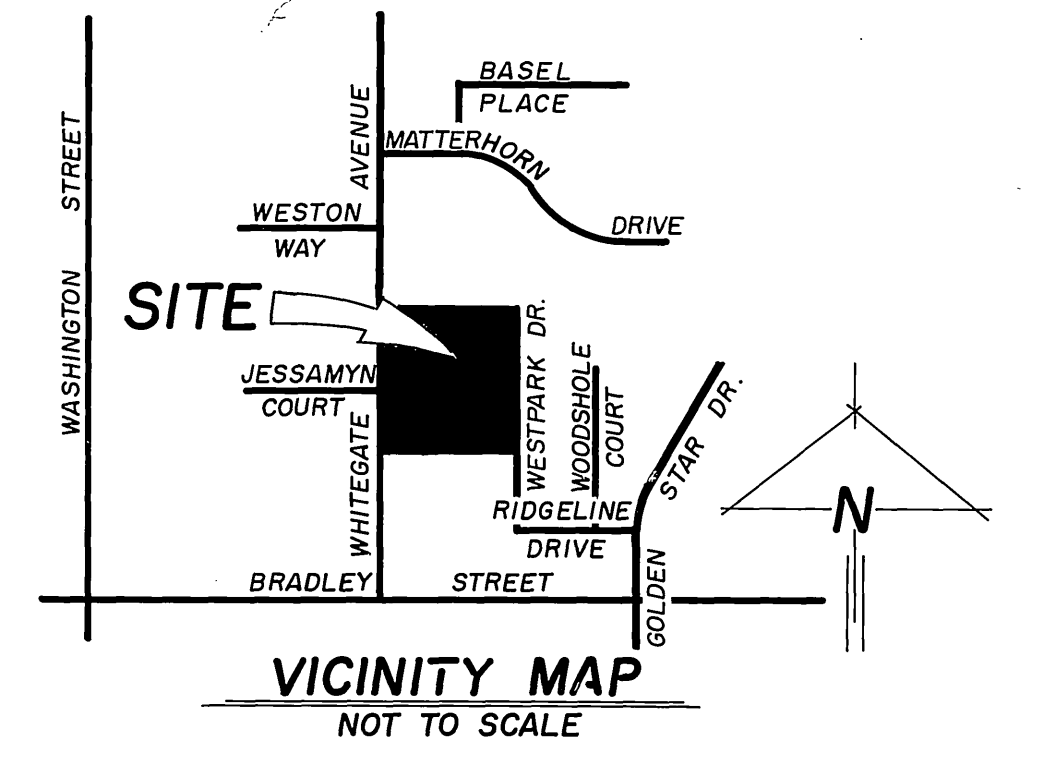 BASEL
PLACE
MATTERHORN
DRIVE
AVENUE
STREET
WESTON
WAY
SITE
WASHINGTON
WESTPARK DR.
WOODSHOLE
COURT
JESSAMYN
COURT
STAR DR.
WHITEGATE
RIDGELINE
DRIVE
N
GOLDEN
BRADLEY STREET
VICINITY MAP
NOT TO SCALE